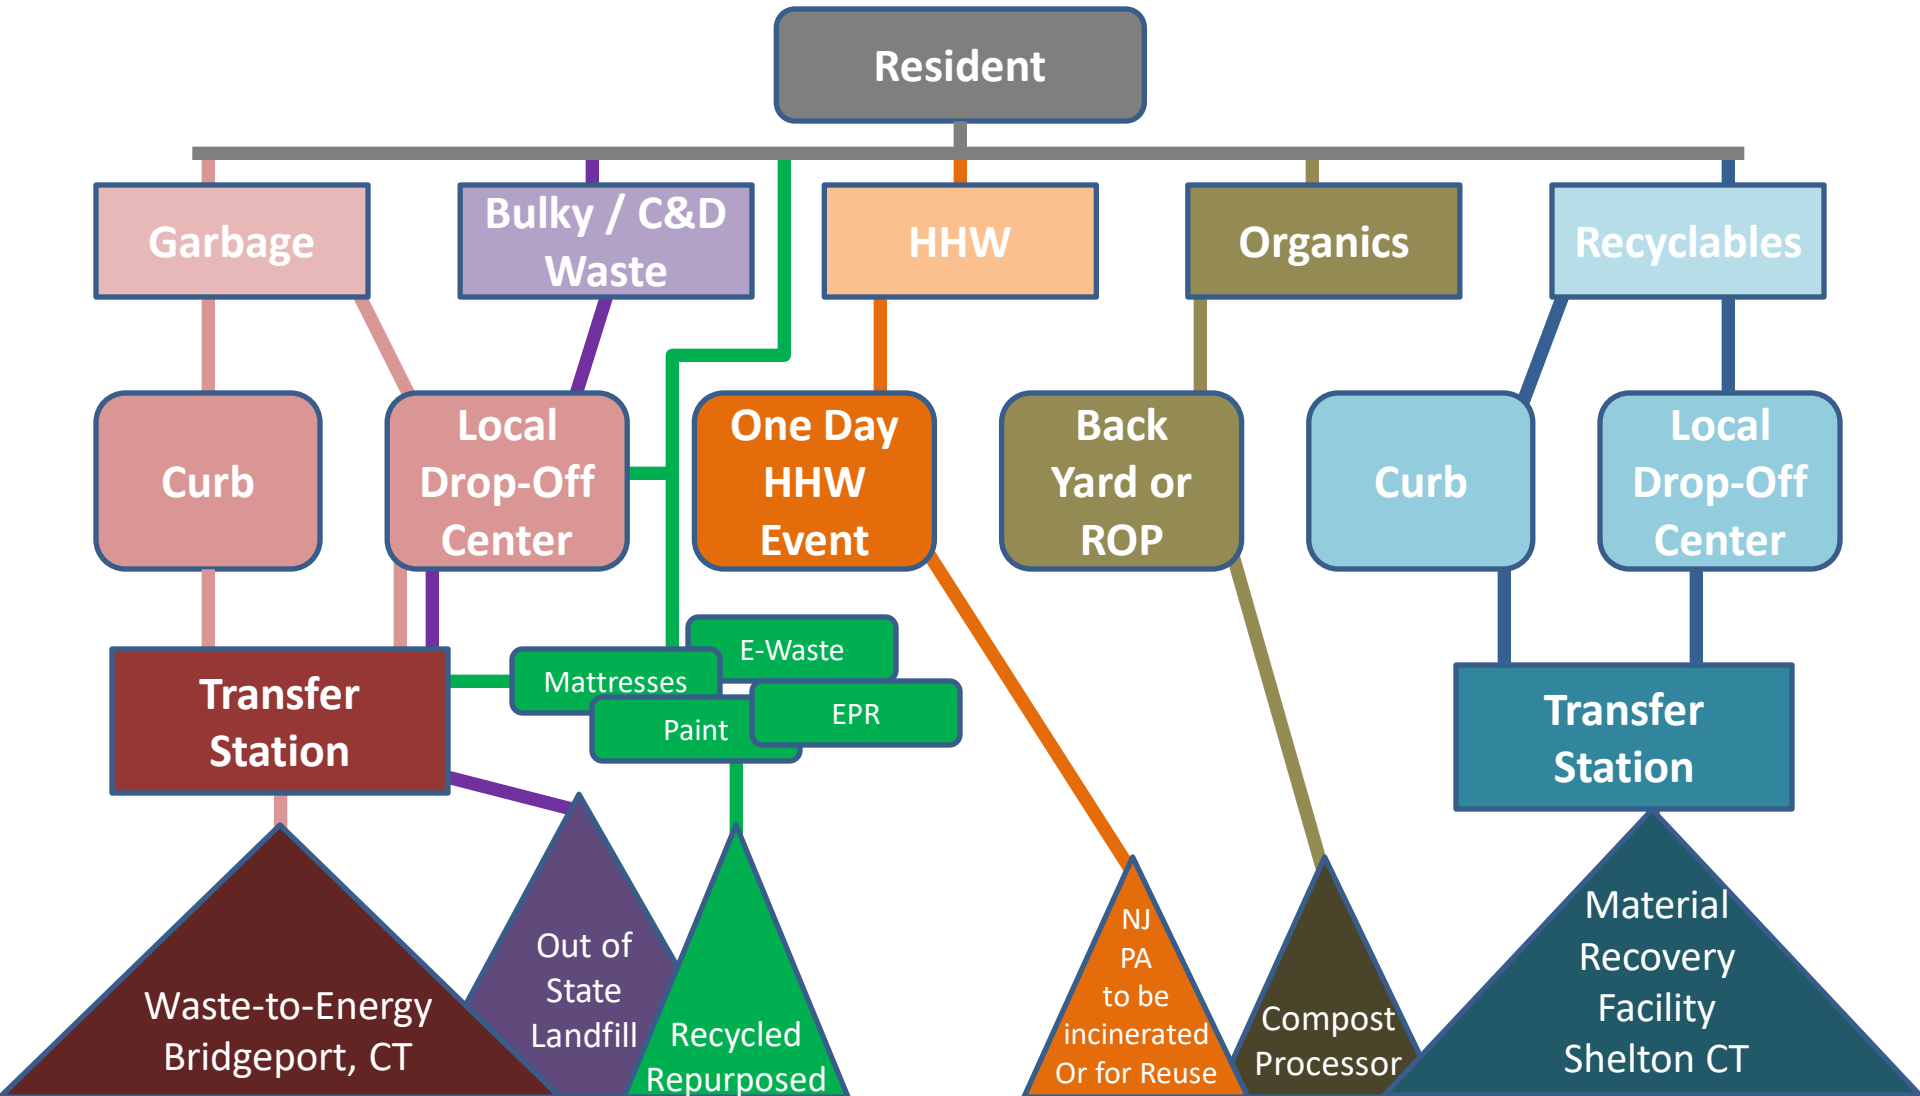 Resident
Garbage
Bulky / C&D
Waste
HHW
Organics
Recyclables
Curb
Local
Drop-Off
Center
One Day
HHW
Event
Back
Yard or
ROP
Curb
Local
Drop-Off
Center
Transfer
Station
Mattresses
E-Waste
Paint
EPR
Transfer
Station
Waste-to-Energy
Bridgeport, CT
Out of
State
Landfill
Recycled
Repurposed
NJ
PA
to be
incinerated
Or for Reuse
Compost
Processor
Material
Recovery
Facility
Shelton CT